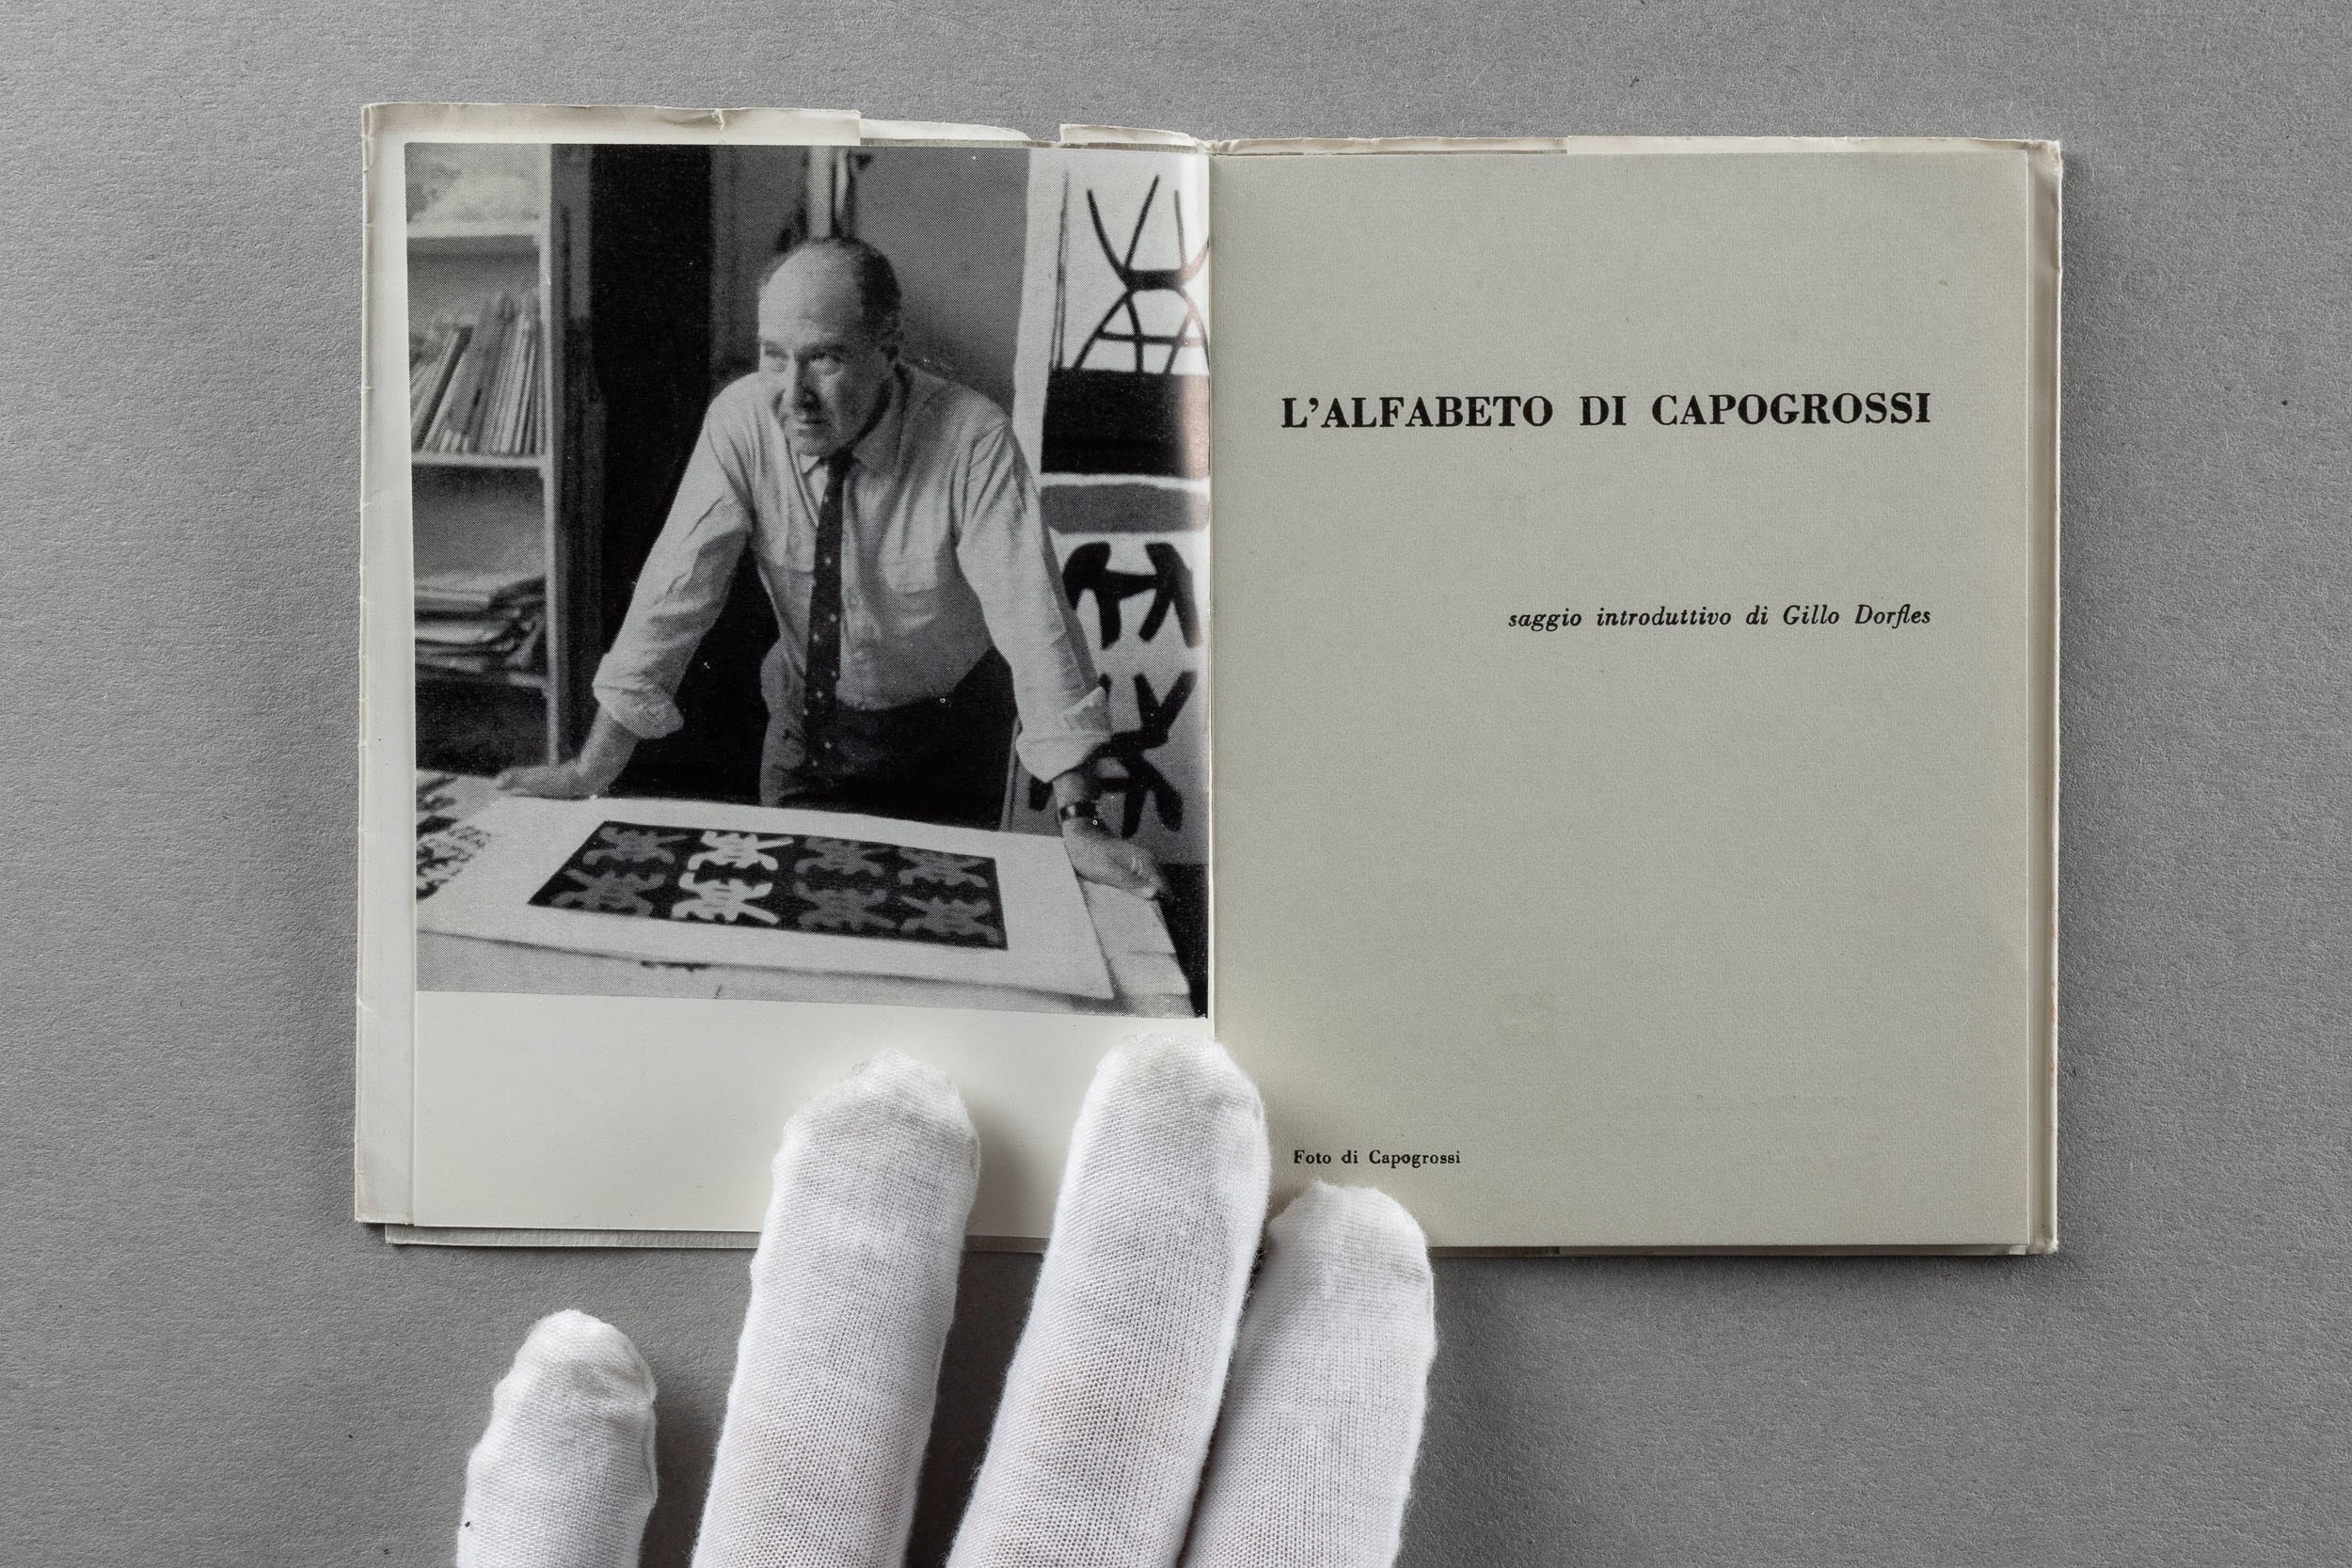 L'ALFABETO DI CAPOGROSSI
saggio introduttivo di Gillo Dorfles
Foto di Capogrossi